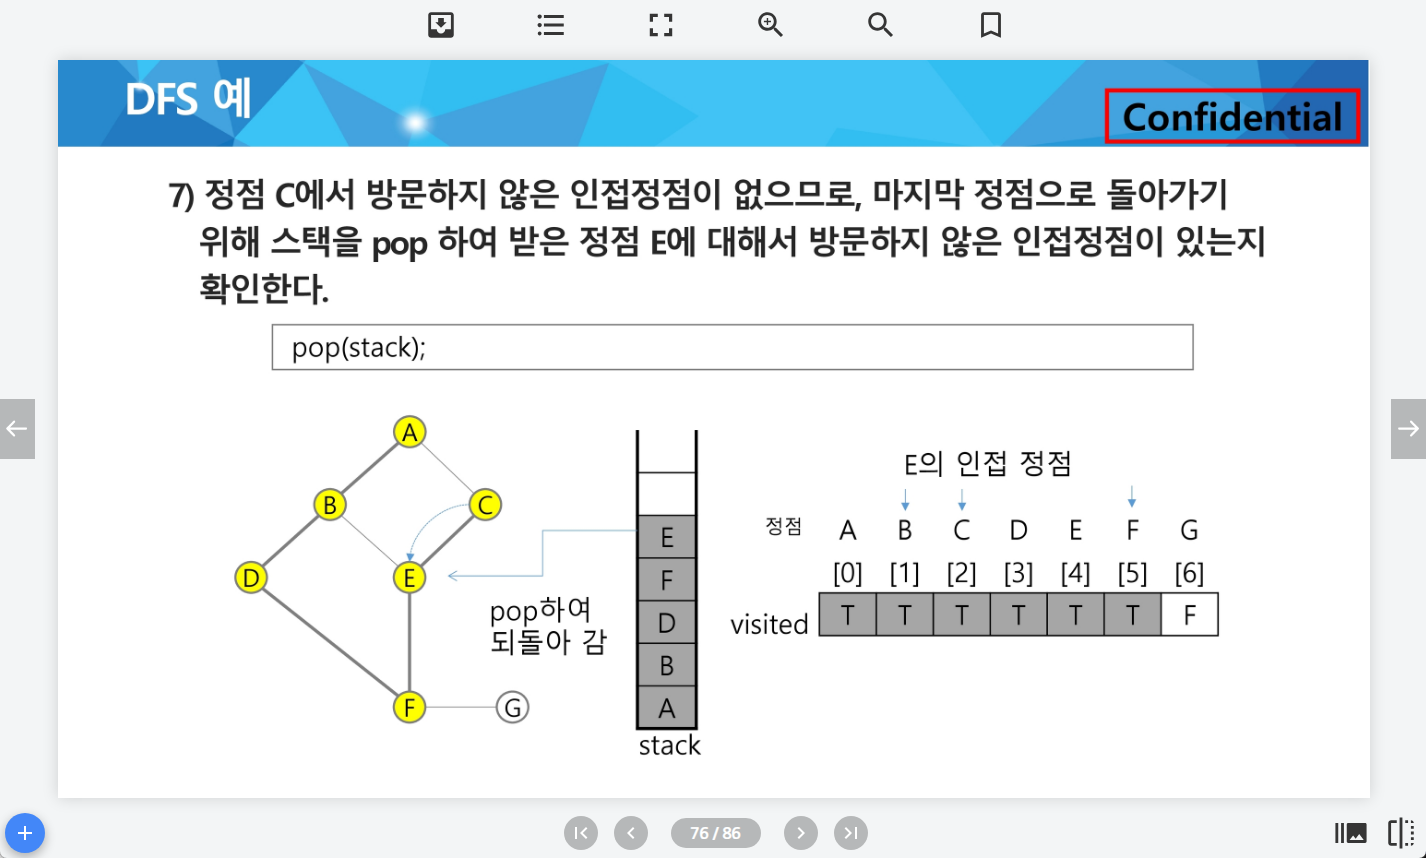 DFS 예
Confidential
7) 정점 C에서 방문하지 않은 인접정점이 없으므로, 마지막 정점으로 돌아가기
위해 스택을 pop 하여 받은 정점 E에 대해서 방문하지 않은 인접정점이 있는지
확인한다.
pop(stack);
A
B
C
D
E
F
G
pop하여
되돌아 감
E
F
D
B
A
stack
E의 인접 정점
정점 A B C D E F G
[0] [1] [2] [3] [4] [5] [6]
visited T T T T T T F
76 / 86